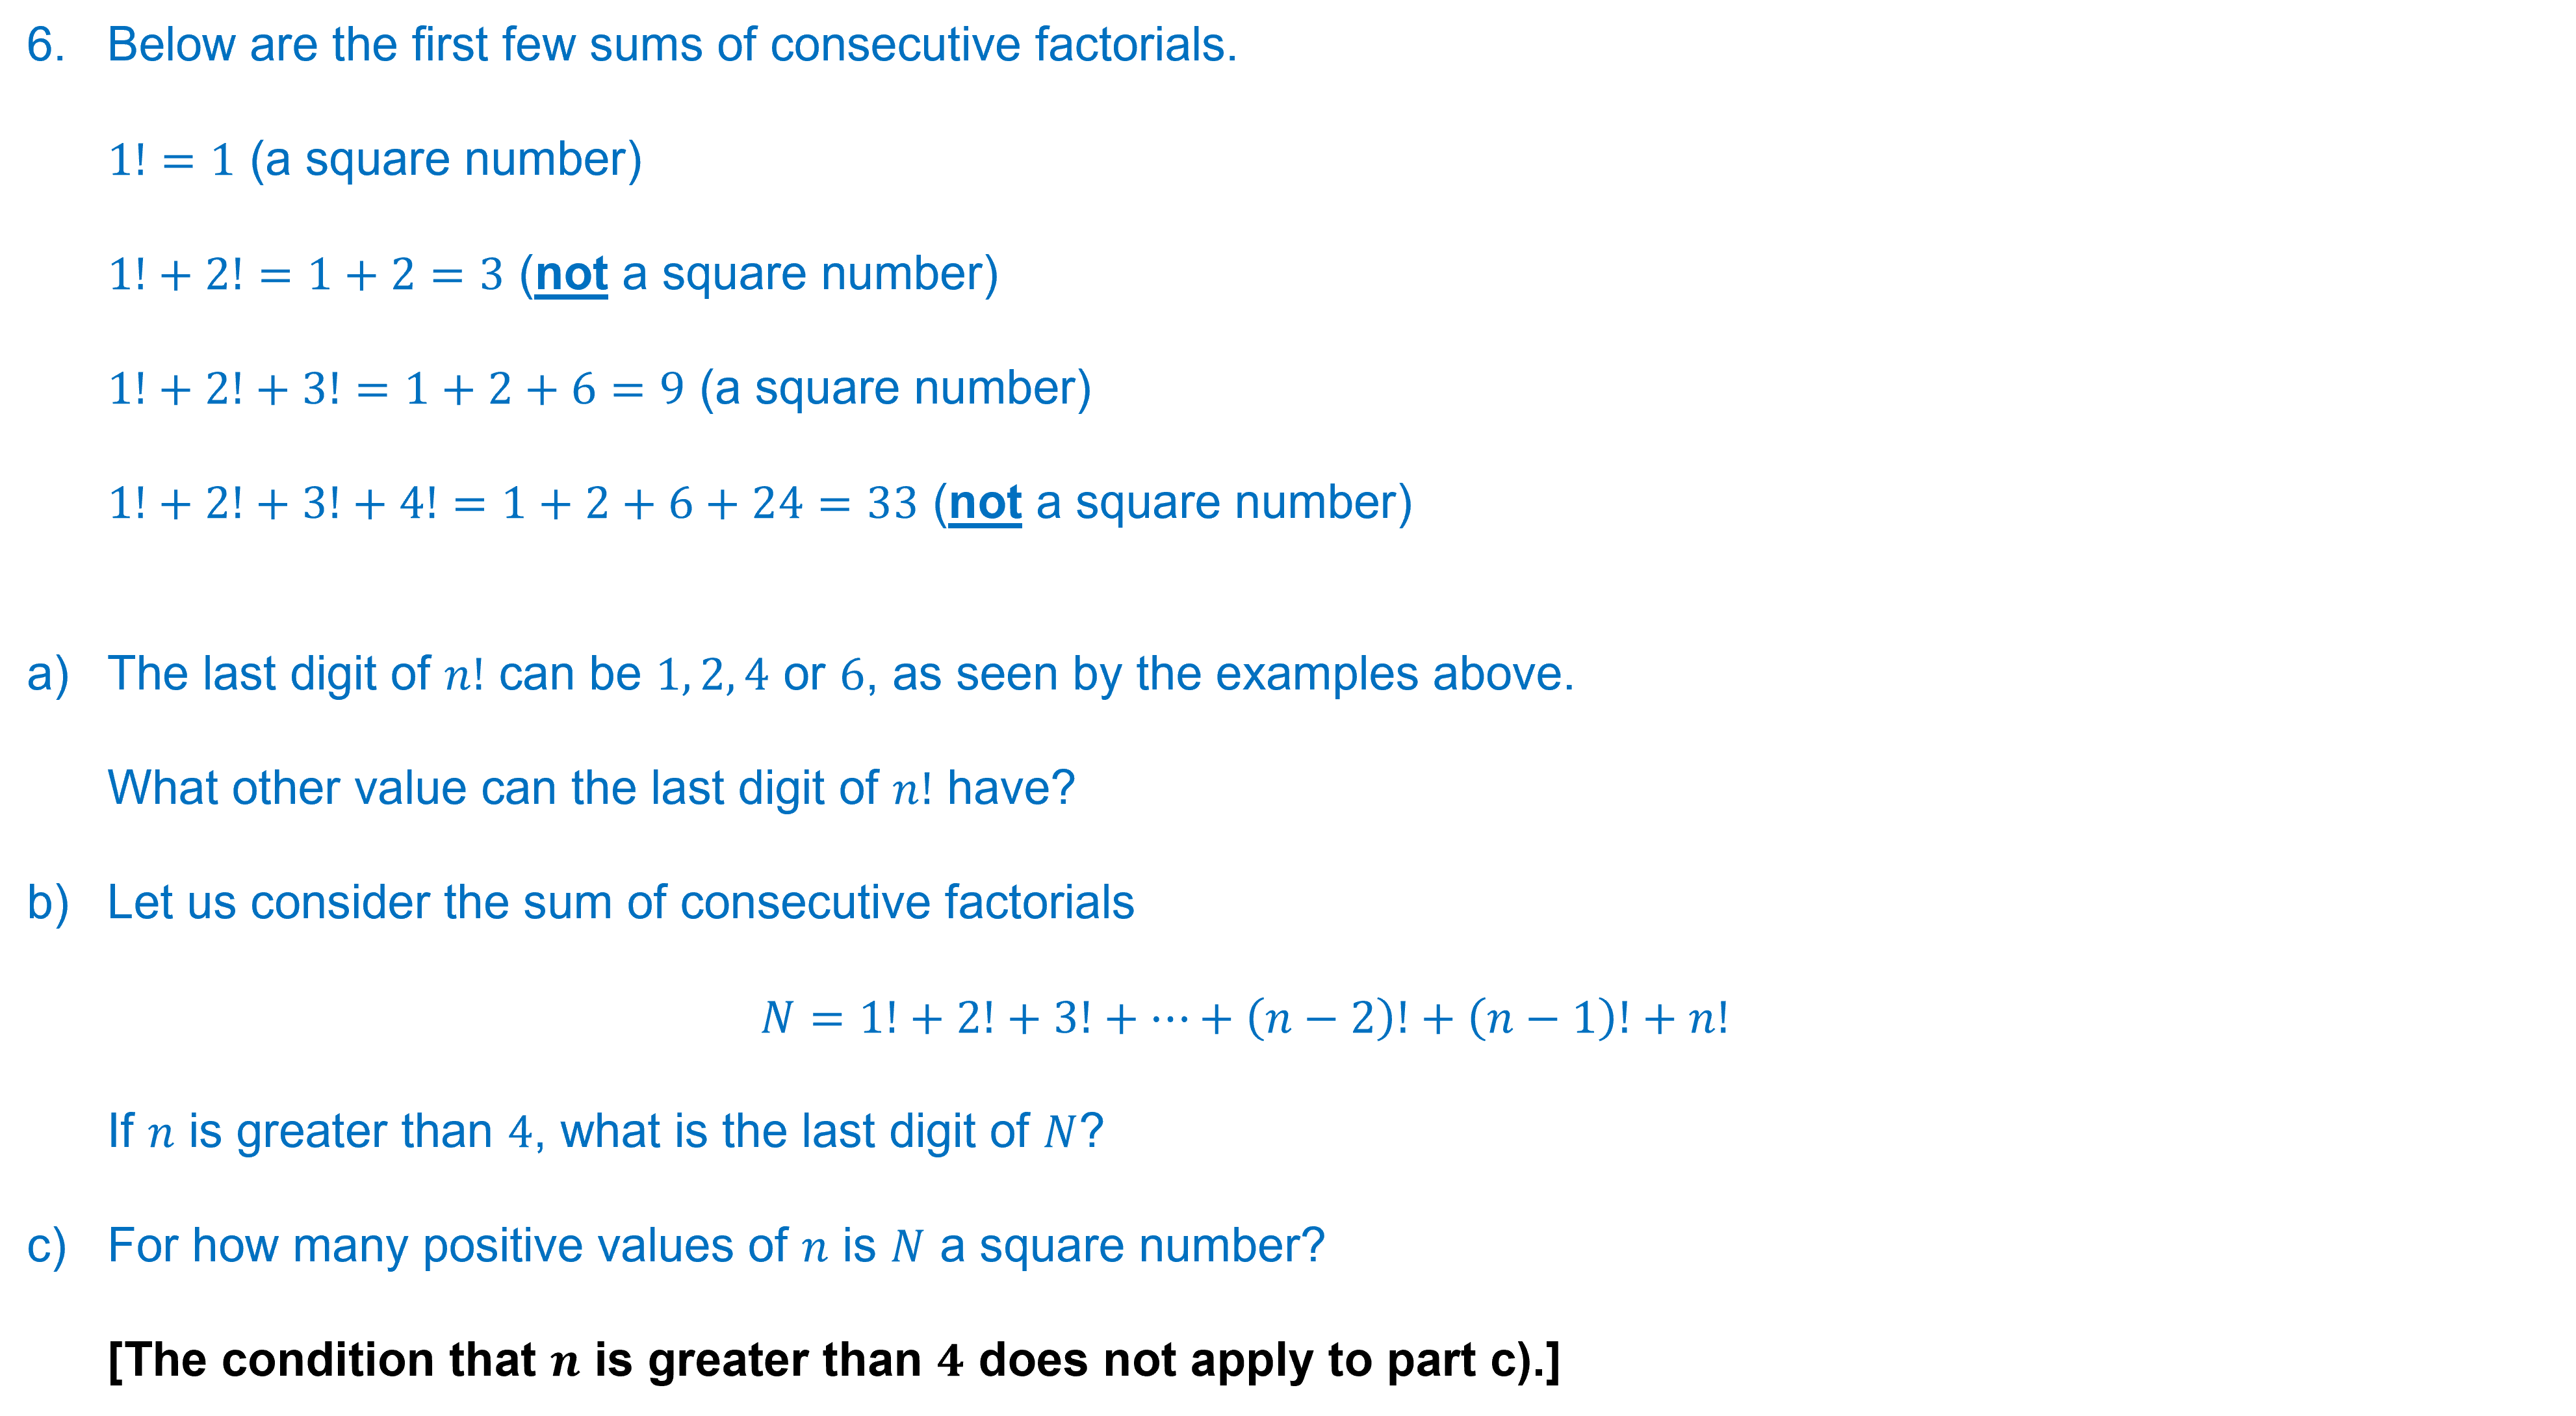 6. Below are the first few sums of consecutive factorials.
1! = 1 (a square number)
1! + 2! = 1 + 2 = 3 (not a square number)
1! + 2! + 3! = 1 + 2 + 6 = 9 (a square number)
1! + 2! + 3! + 4! = 1 + 2 + 6 + 24 = 33 (not a square number)
a) The last digit of n! can be 1, 2, 4 or 6, as seen by the examples above.
What other value can the last digit of n! have?
b) Let us consider the sum of consecutive factorials
N = 1! + 2! + 3! + ⋯ + (n − 2)! + (n − 1)! + n!
If n is greater than 4, what is the last digit of N?
c) For how many positive values of n is N a square number?
[The condition that n is greater than 4 does not apply to part c).]